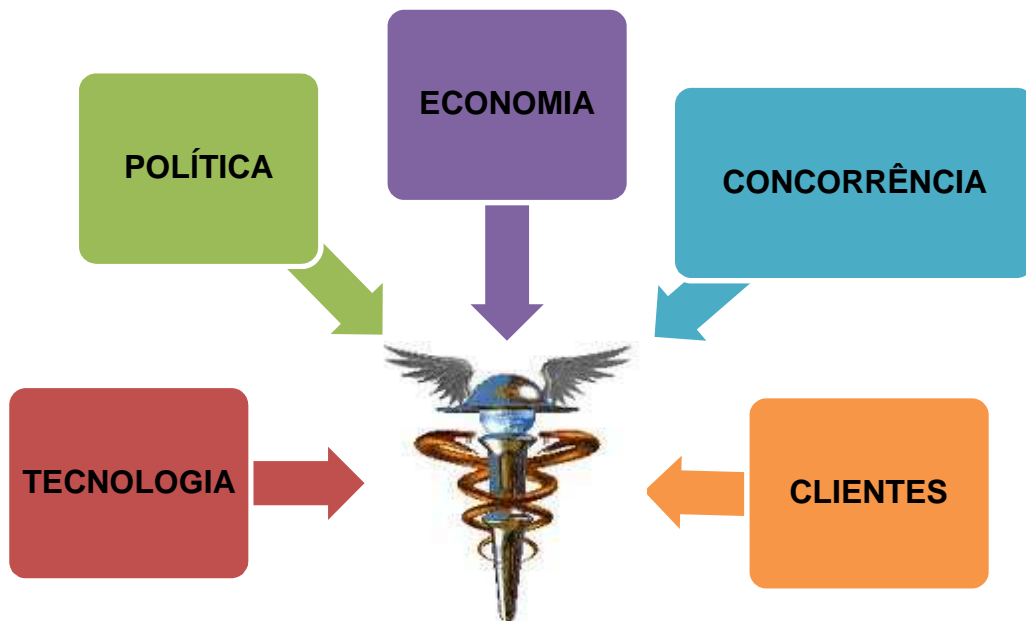 ECONOMIA
POLÍTICA
CONCORRÊNCIA
TECNOLOGIA
CLIENTES